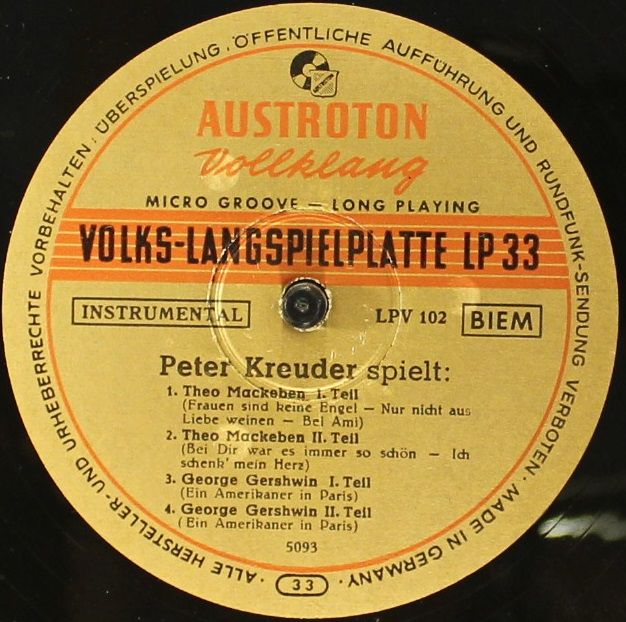 ALLE HERSTELLER- UND URHEBERRECHTE VORBEHALTEN · ÜBERSPIELUNG · ÖFFENTLICHE AUFFÜHRUNG UND RUNDFUNK-SENDUNG VERBOTEN · MADE IN GERMANY ·
AUSTROTON
Vollklang
MICRO GROOVE — LONG PLAYING
VOLKS-LANGSPIELPLATTE LP 33
INSTRUMENTAL LPV 102 BIEM
Peter Kreuder spielt:
1. Theo Mackeben I. Teil
(Frauen sind keine Engel — Nur nicht aus
Liebe weinen — Bel Ami)
2. Theo Mackeben II. Teil
(Bei Dir war es immer so schön — Ich
schenk' mein Herz)
3. George Gershwin I. Teil
(Ein Amerikaner in Paris)
4. George Gershwin II. Teil
(Ein Amerikaner in Paris)
5093
33